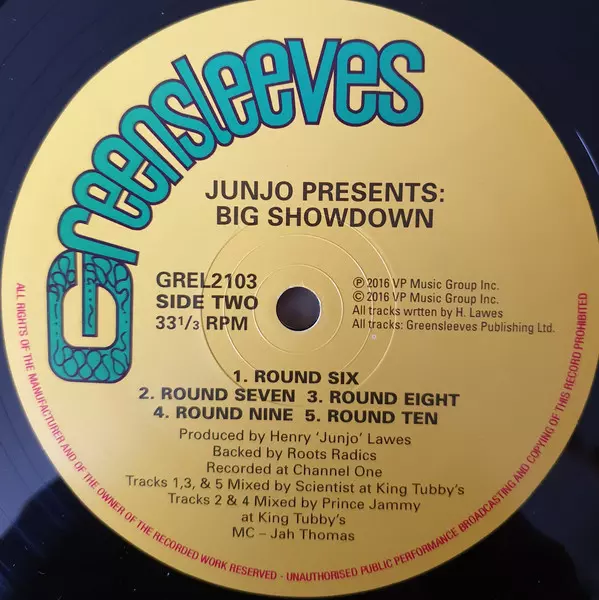 Greensleeves
JUNJO PRESENTS:
BIG SHOWDOWN
GREL2103
SIDE TWO
33 1/3 RPM
℗ 2016 VP Music Group Inc.
© 2016 VP Music Group Inc.
All tracks wrtten by H. Lawes
All tracks: Greensleeves Publishing Ltd.
1. ROUND SIX
2. ROUND SEVEN 3. ROUND EIGHT
4. ROUND NINE 5. ROUND TEN
Produced by Henry 'Junjo' Lawes
Backed by Roots Radics
Recorded at Channel One
Tracks 1,3, & 5 Mixed by Scientist at King Tubby's
Tracks 2 & 4 Mixed by Prince Jammy
at King Tubby's
MC – Jah Thomas
ALL RIGHTS OF THE MANUFACTURER AND OF THE OWNER OF THE RECORDED WORK RESERVED - UNAUTHORISED PUBLIC PERFORMANCE BROADCASTING AND COPYING OF THIS RECORD PROHIBITED